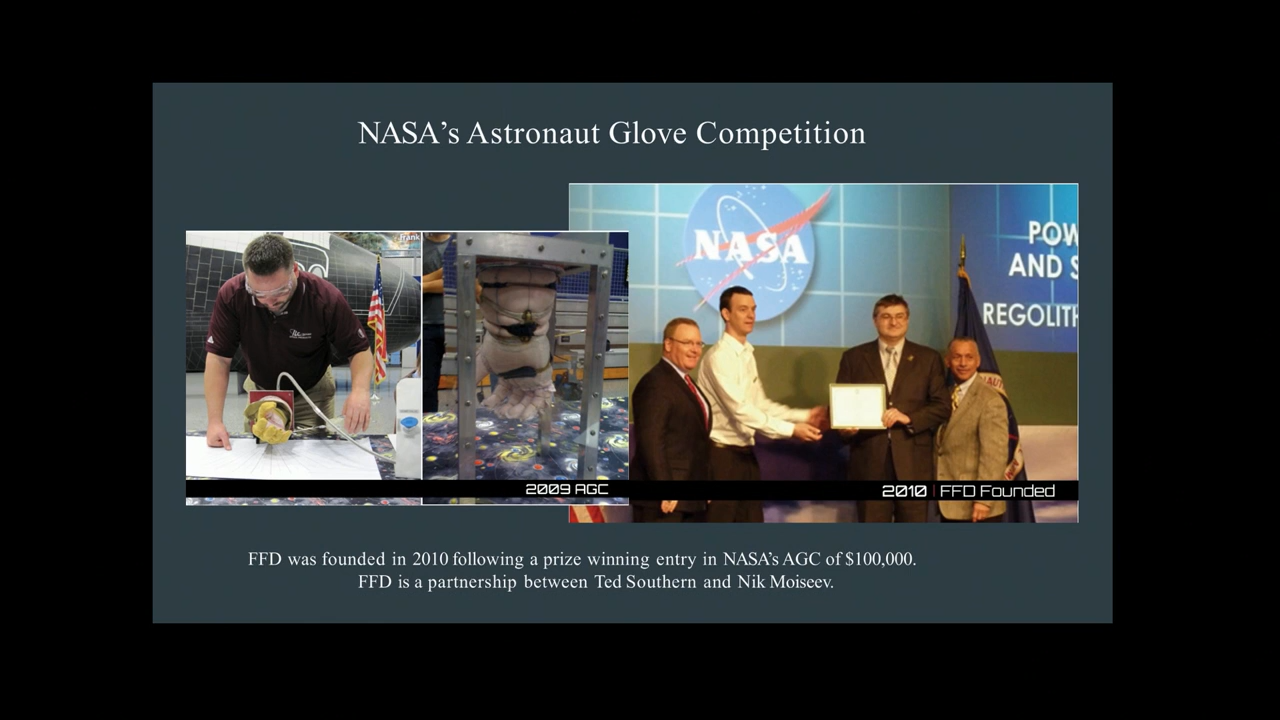 NASA's Astronaut Glove Competition
Frank
NASA
POW
AND S
REGOLITH
2009 AGC
2010 | FFD Founded
FFD was founded in 2010 following a prize winning entry in NASA's AGC of $100,000.
FFD is a partnership between Ted Southern and Nik Moiseev.